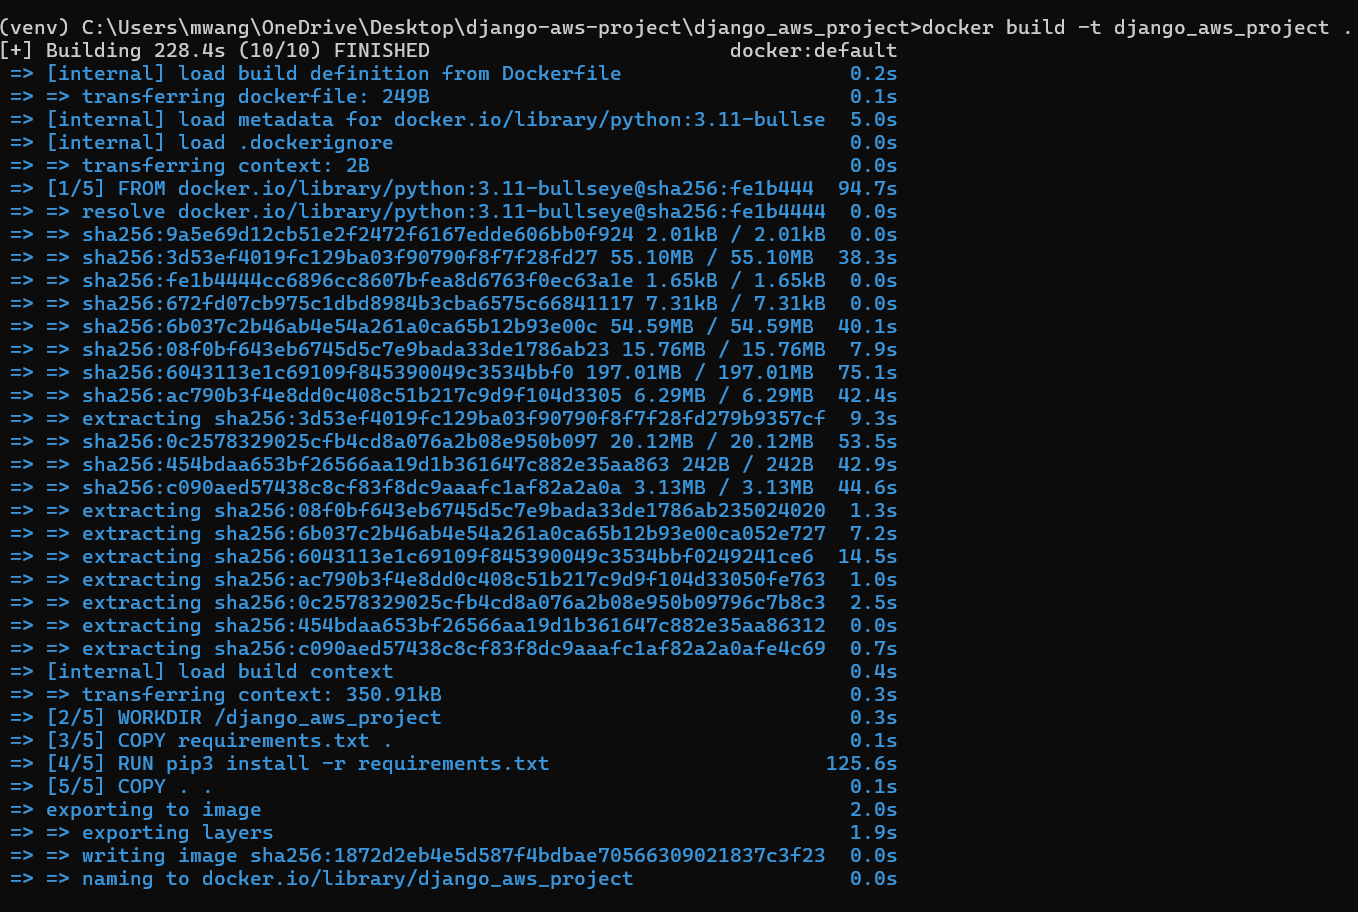 (venv) C:\Users\mwang\OneDrive\Desktop\django-aws-project\django_aws_project>docker build -t django_aws_project .
[+] Building 228.4s (10/10) FINISHED docker:default
=> [internal] load build definition from Dockerfile 0.2s
=> => transferring dockerfile: 249B 0.1s
=> [internal] load metadata for docker.io/library/python:3.11-bullse 5.0s
=> [internal] load .dockerignore 0.0s
=> => transferring context: 2B 0.0s
=> [1/5] FROM docker.io/library/python:3.11-bullseye@sha256:fe1b444 94.7s
=> => resolve docker.io/library/python:3.11-bullseye@sha256:fe1b4444 0.0s
=> => sha256:9a5e69d12cb51e2f2472f6167edde606bb0f924 2.01kB / 2.01kB 0.0s
=> => sha256:3d53ef4019fc129ba03f90790f8f7f28fd27 55.10MB / 55.10MB 38.3s
=> => sha256:fe1b4444cc6896cc8607bfea8d6763f0ec63a1e 1.65kB / 1.65kB 0.0s
=> => sha256:672fd07cb975c1dbd8984b3cba6575c66841117 7.31kB / 7.31kB 0.0s
=> => sha256:6b037c2b46ab4e54a261a0ca65b12b93e00c 54.59MB / 54.59MB 40.1s
=> => sha256:08f0bf643eb6745d5c7e9bada33de1786ab23 15.76MB / 15.76MB 7.9s
=> => sha256:6043113e1c69109f845390049c3534bbf0 197.01MB / 197.01MB 75.1s
=> => sha256:ac790b3f4e8dd0c408c51b217c9d9f104d3305 6.29MB / 6.29MB 42.4s
=> => extracting sha256:3d53ef4019fc129ba03f90790f8f7f28fd279b9357cf 9.3s
=> => sha256:0c2578329025cfb4cd8a076a2b08e950b097 20.12MB / 20.12MB 53.5s
=> => sha256:454bdaa653bf26566aa19d1b361647c882e35aa863 242B / 242B 42.9s
=> => sha256:c090aed57438c8cf83f8dc9aaafc1af82a2a0a 3.13MB / 3.13MB 44.6s
=> => extracting sha256:08f0bf643eb6745d5c7e9bada33de1786ab235024020 1.3s
=> => extracting sha256:6b037c2b46ab4e54a261a0ca65b12b93e00ca052e727 7.2s
=> => extracting sha256:6043113e1c69109f845390049c3534bbf0249241ce6 14.5s
=> => extracting sha256:ac790b3f4e8dd0c408c51b217c9d9f104d33050fe763 1.0s
=> => extracting sha256:0c2578329025cfb4cd8a076a2b08e950b09796c7b8c3 2.5s
=> => extracting sha256:454bdaa653bf26566aa19d1b361647c882e35aa86312 0.0s
=> => extracting sha256:c090aed57438c8cf83f8dc9aaafc1af82a2a0afe4c69 0.7s
=> [internal] load build context 0.4s
=> => transferring context: 350.91kB 0.3s
=> [2/5] WORKDIR /django_aws_project 0.3s
=> [3/5] COPY requirements.txt . 0.1s
=> [4/5] RUN pip3 install -r requirements.txt 125.6s
=> [5/5] COPY . . 0.1s
=> exporting to image 2.0s
=> => exporting layers 1.9s
=> => writing image sha256:1872d2eb4e5d587f4bdbae70566309021837c3f23 0.0s
=> => naming to docker.io/library/django_aws_project 0.0s